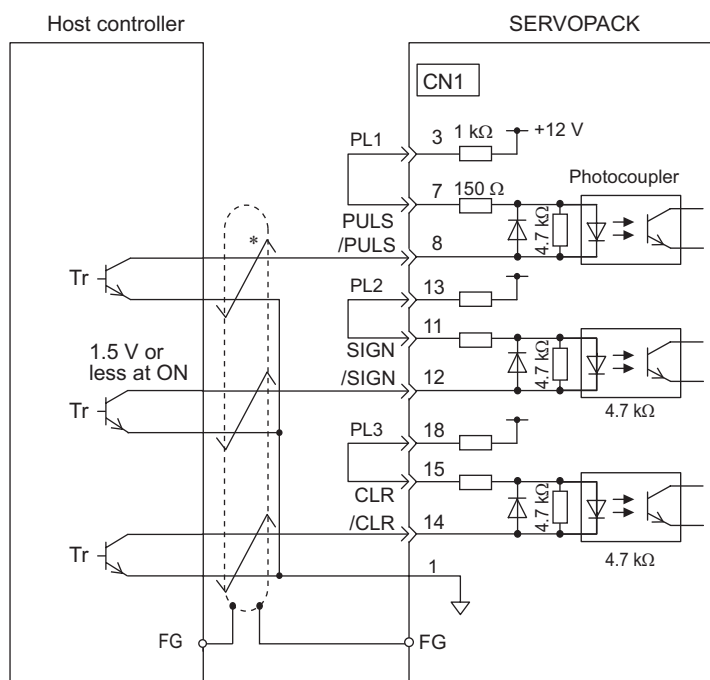 Host controller
SERVOPACK
CN1
PL1
3
1 kΩ
+12 V
7
150 Ω
Photocoupler
PULS
/PULS
8
4.7 kΩ
*
Tr
PL2
13
11
SIGN
/SIGN
12
4.7 kΩ
4.7 kΩ
1.5 V or
less at ON
Tr
PL3
18
15
CLR
/CLR
14
4.7 kΩ
4.7 kΩ
Tr
1
FG
FG